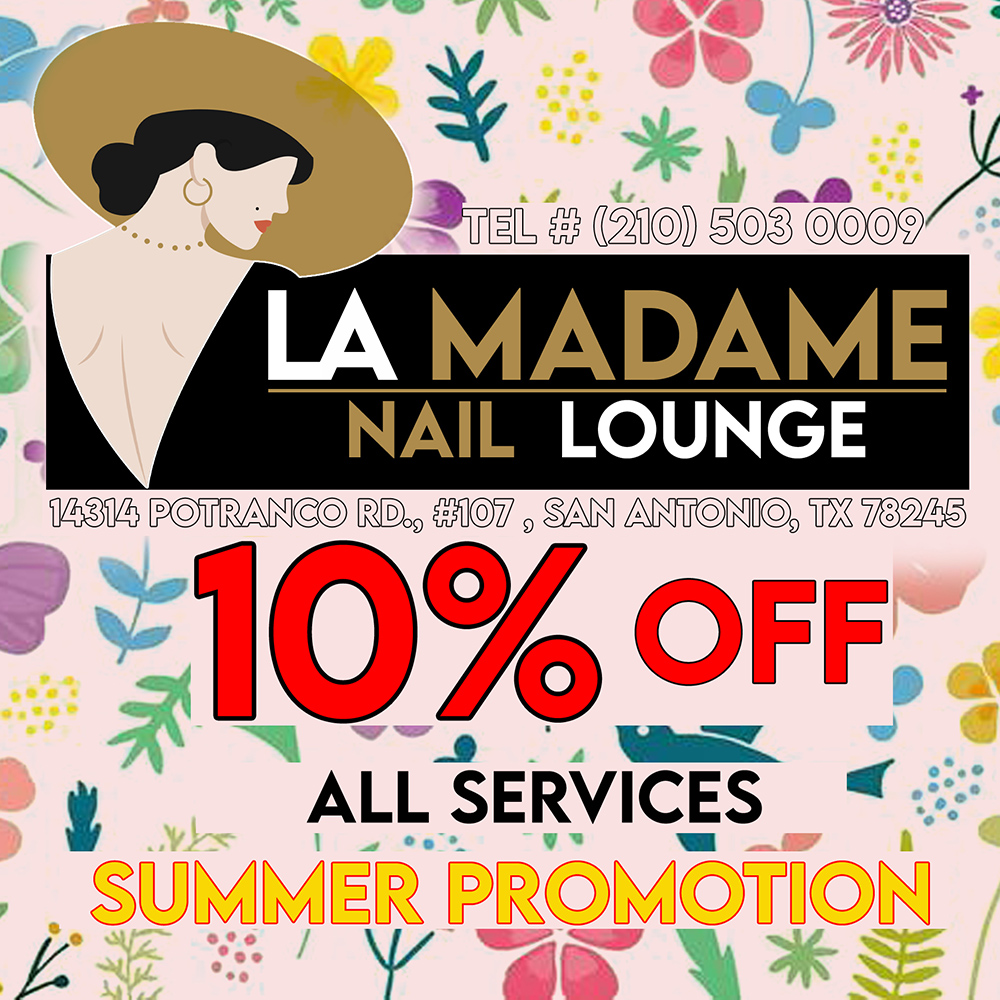 TEL # (210) 503 0009
LA MADAME
NAIL LOUNGE
14314 POTRANCO RD., #107 , SAN ANTONIO, TX 78245
10% OFF
ALL SERVICES
SUMMER PROMOTION